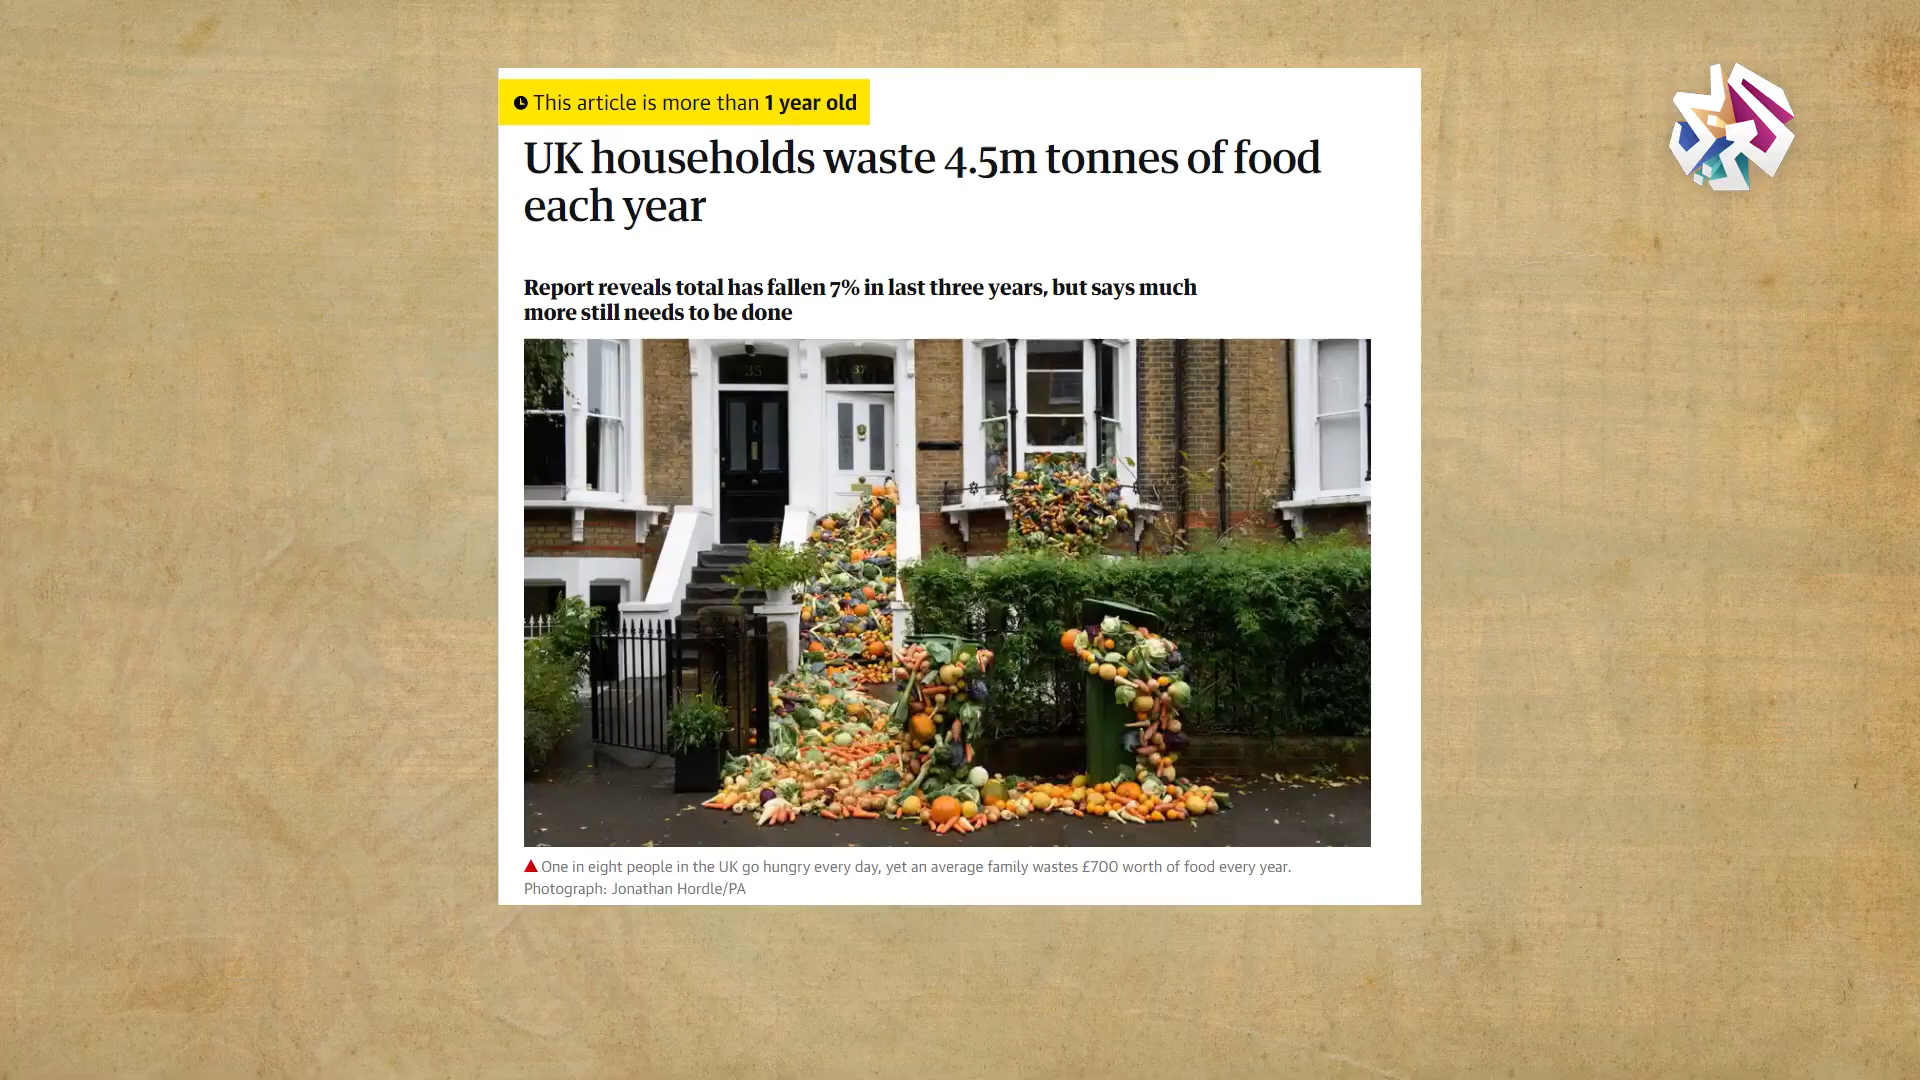 This article is more than 1 year old
UK households waste 4.5m tonnes of food
each year
Report reveals total has fallen 7% in last three years, but says much
more still needs to be done
35
37
One in eight people in the UK go hungry every day, yet an average family wastes £700 worth of food every year.
Photograph: Jonathan Hordle/PA